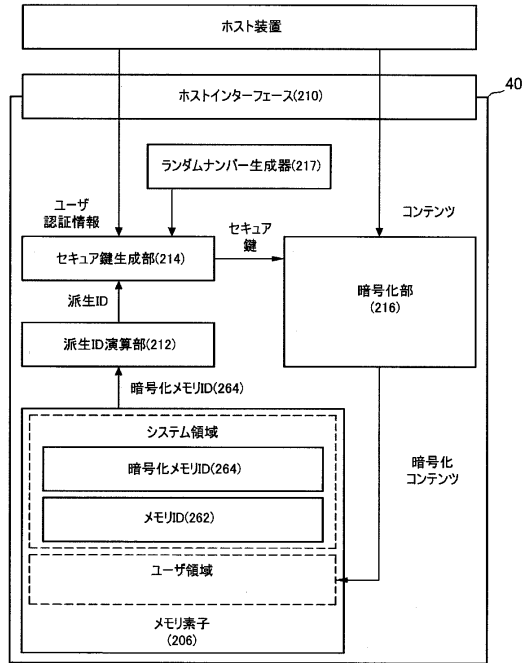 ホスト装置
40
ホストインターフェース(210)
ランダムナンバー生成器(217)
ユーザ
認証情報
セキュア
鍵
コンテンツ
セキュア鍵生成部(214)
暗号化部
(216)
派生ID
派生ID演算部(212)
暗号化メモリID(264)
システム領域
暗号化メモリID(264)
メモリID(262)
暗号化
コンテンツ
ユーザ領域
メモリ素子
(206)